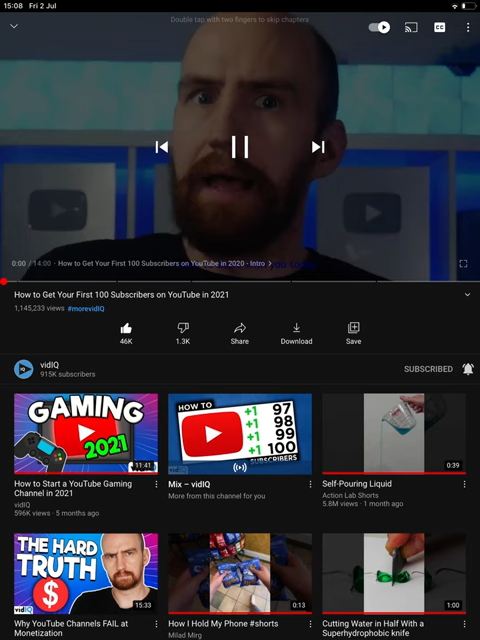 15:08 Fri 2 Jul
Double tap with two fingers to skip chapters
CC
0:00 / 14:00 · How to Get Your First 100 Subscribers on YouTube in 2020 - Intro >
How to Get Your First 100 Subscribers on YouTube in 2021
1,145,233 views #morevidIQ
46K
1.3K
Share
Download
Save
vidIQ
915K subscribers
SUBSCRIBED
GAMING
2021
11:41
How to Start a YouTube Gaming
Channel in 2021
vidIQ
596K views · 5 months ago
HOW TO
+1 97
+1 98
+1 99
+1 100
SUBSCRIBERS
Mix – vidIQ
More from this channel for you
0:39
Self-Pouring Liquid
Action Lab Shorts
5.8M views · 1 month ago
THE HARD
TRUTH
$
vidIQ
15:33
Why YouTube Channels FAIL at
Monetization
0:13
How I Hold My Phone #shorts
Milad Mirg
1:00
Cutting Water in Half With a
Superhydrophobic knife